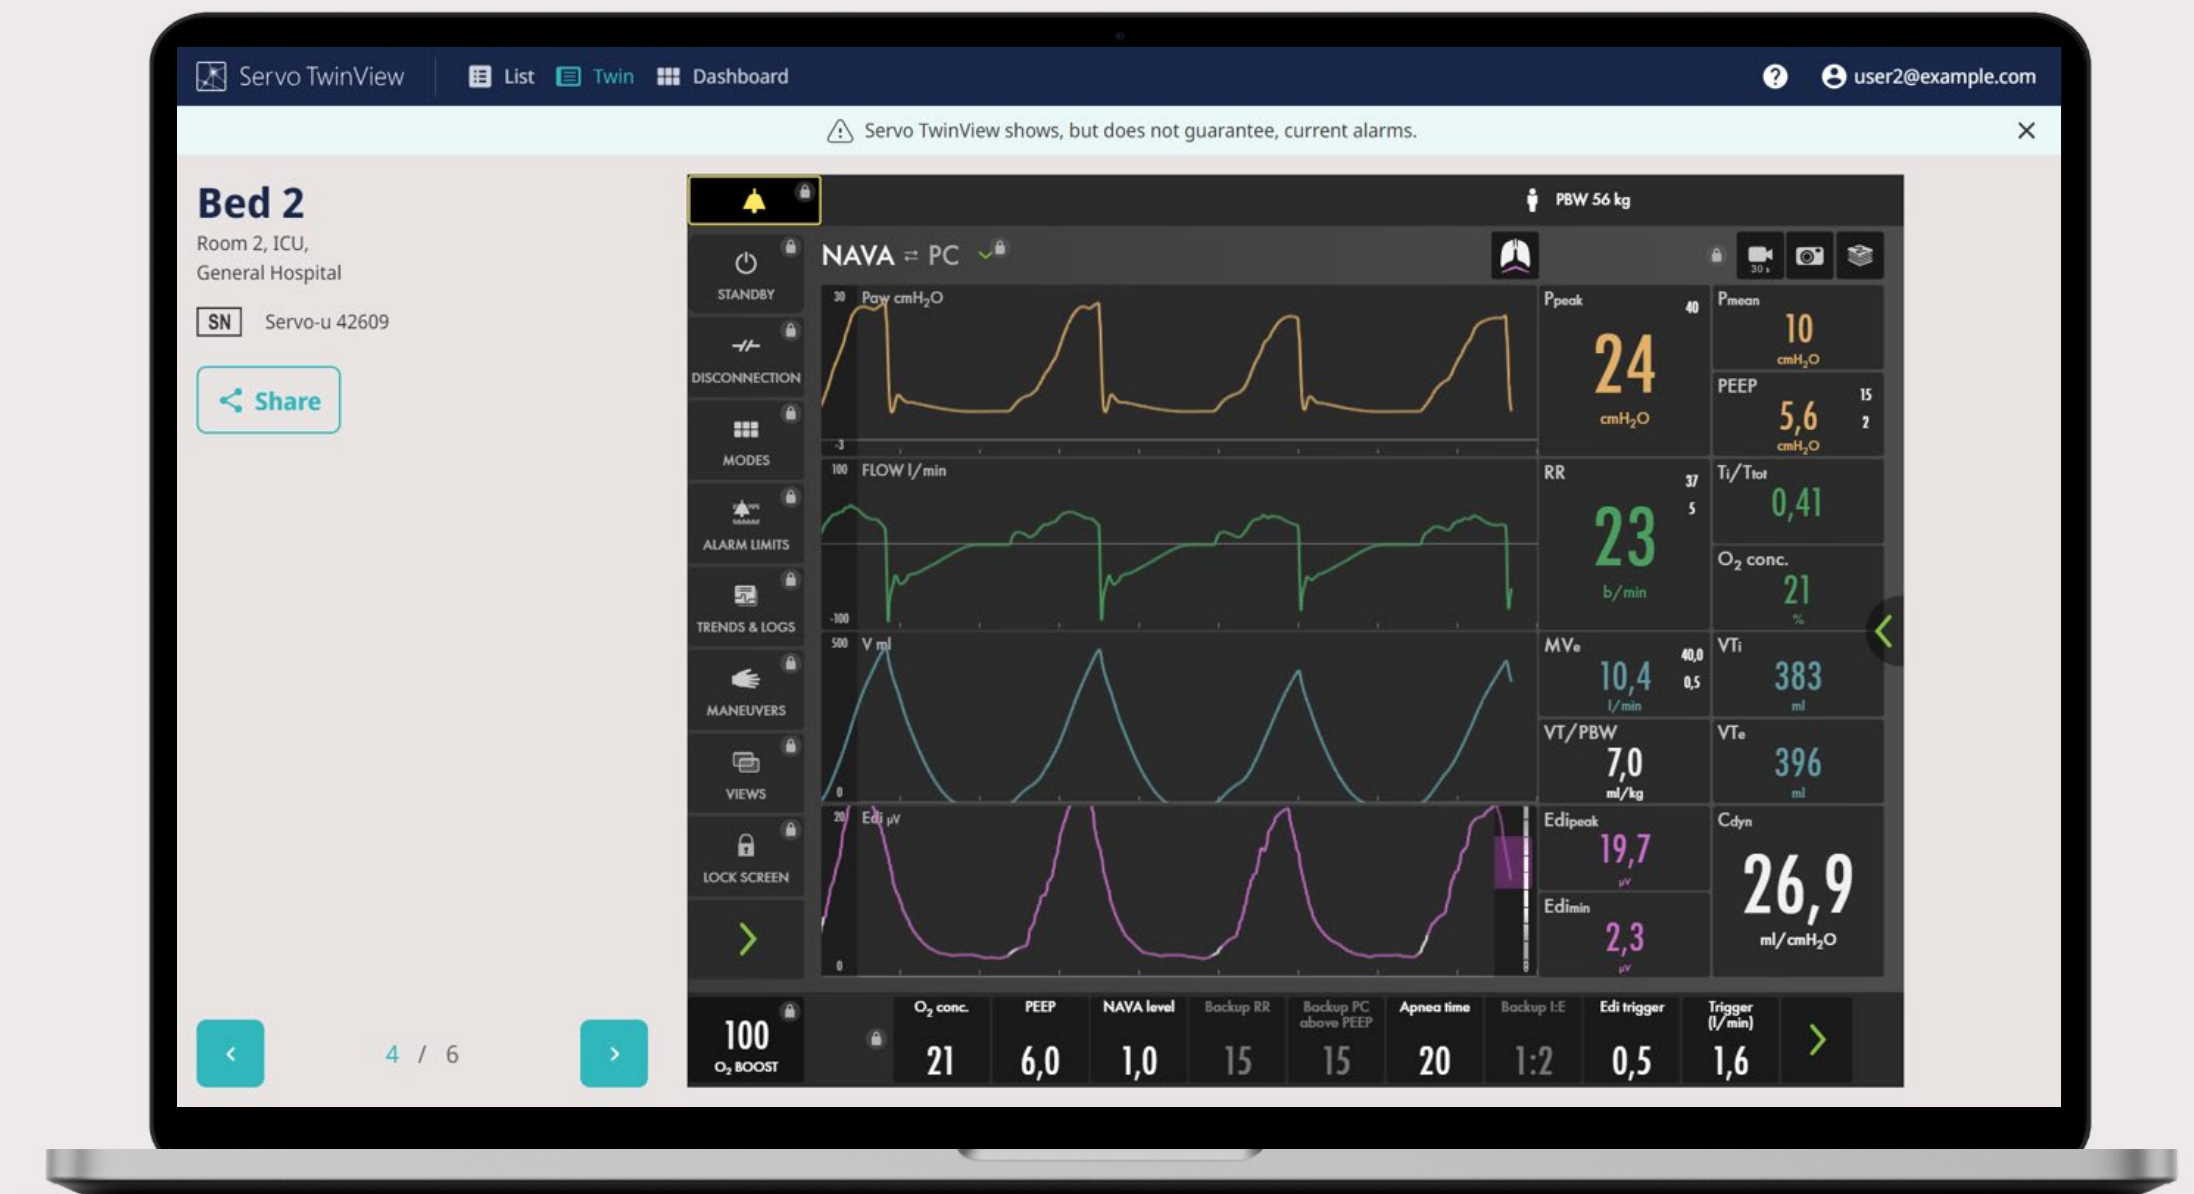 Servo TwinView
List
Twin
Dashboard
?
user2@example.com
Servo TwinView shows, but does not guarantee, current alarms.
Bed 2
Room 2, ICU,
General Hospital
SN
Servo-u 42609
Share
4 / 6
PBW 56 kg
STANDBY
DISCONNECTION
MODES
ALARM LIMITS
TRENDS & LOGS
MANEUVERS
VIEWS
LOCK SCREEN
NAVA ⇄ PC
30 s
30 Paw cmH₂O
-3
100 FLOW l/min
-100
500 V ml
0
20 Edi µV
0
Ppeak
40
24
cmH₂O
Pmean
10
cmH₂O
PEEP
15
5,6
2
cmH₂O
RR
37
5
23
b/min
Ti/Ttot
0,41
O₂ conc.
21
%
MVe
40,0
10,4
0,5
l/min
VTi
383
ml
VT/PBW
7,0
ml/kg
VTe
396
ml
Edipeak
19,7
µV
Edimin
2,3
µV
Cdyn
26,9
ml/cmH₂O
100
O₂ BOOST
O₂ conc.
21
PEEP
6,0
NAVA level
1,0
Backup RR
15
Backup PC
above PEEP
15
Apnea time
20
Backup I:E
1:2
Edi trigger
0,5
Trigger
(l/min)
1,6